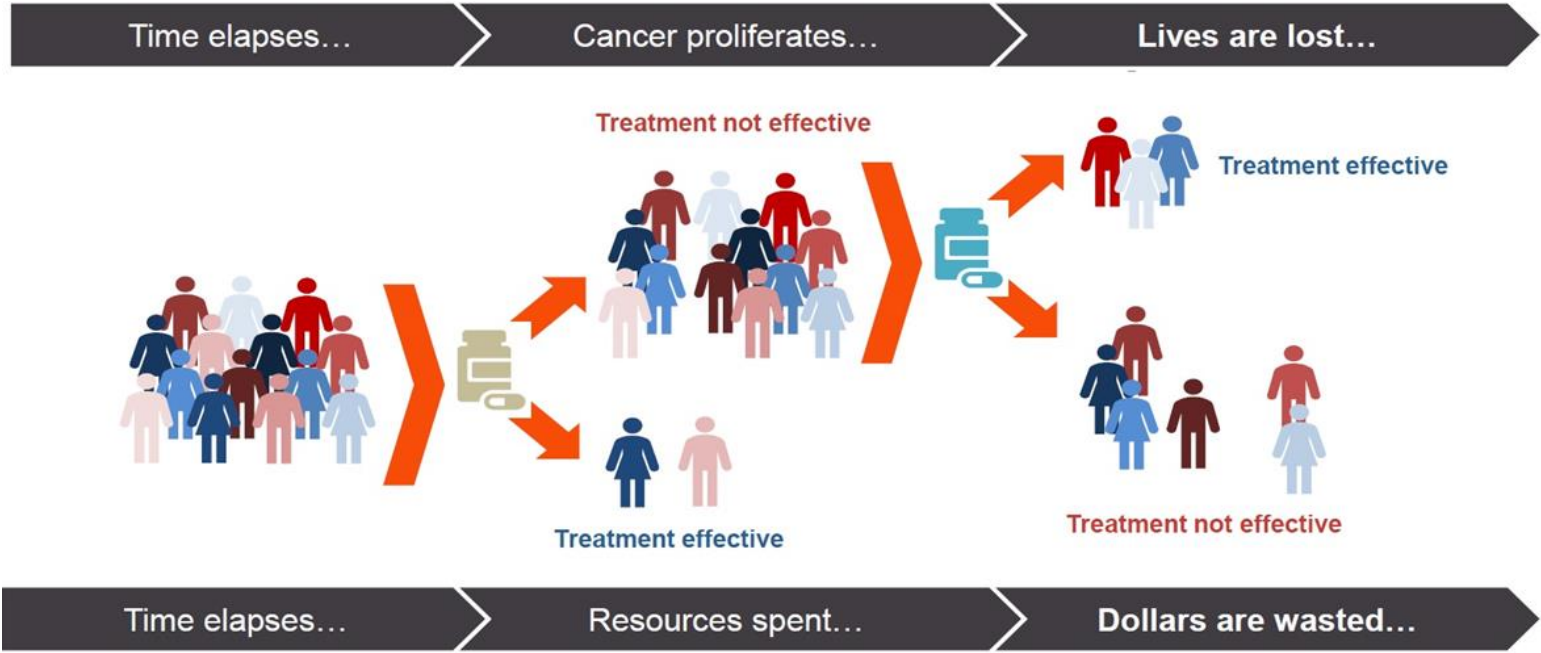 Time elapses…
Cancer proliferates…
Lives are lost…
Treatment not effective
Treatment effective
Treatment effective
Treatment not effective
Time elapses…
Resources spent…
Dollars are wasted…